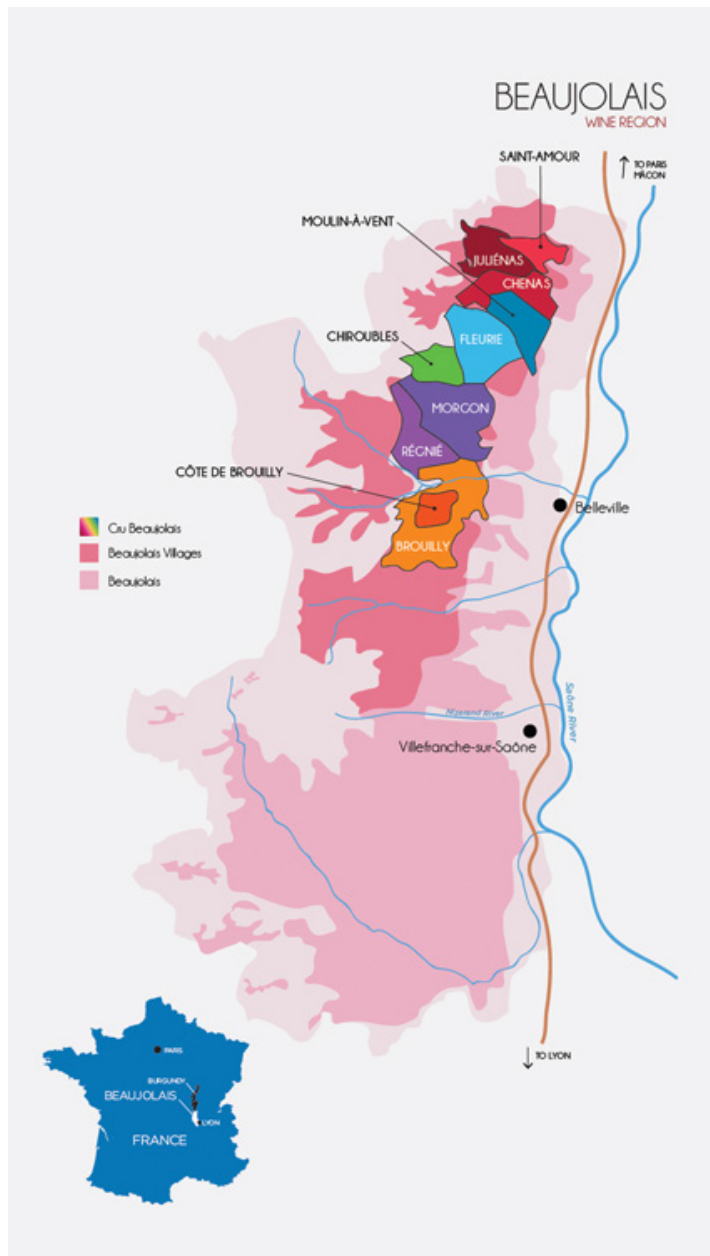 BEAUJOLAIS
WINE REGION
SAINT-AMOUR
TO PARIS
MÂCON
MOULIN-À-VENT
JULIÉNAS
CHENAS
CHIROUBLES
FLEURIE
MORGON
RÉGNIÉ
CÔTE DE BROUILLY
Belleville
BROUILLY
Cru Beaujolais
Beaujolais Villages
Beaujolais
Saône River
Villefranche-sur-Saône
TO LYON
PARIS
BURGUNDY
BEAUJOLAIS
LYON
FRANCE